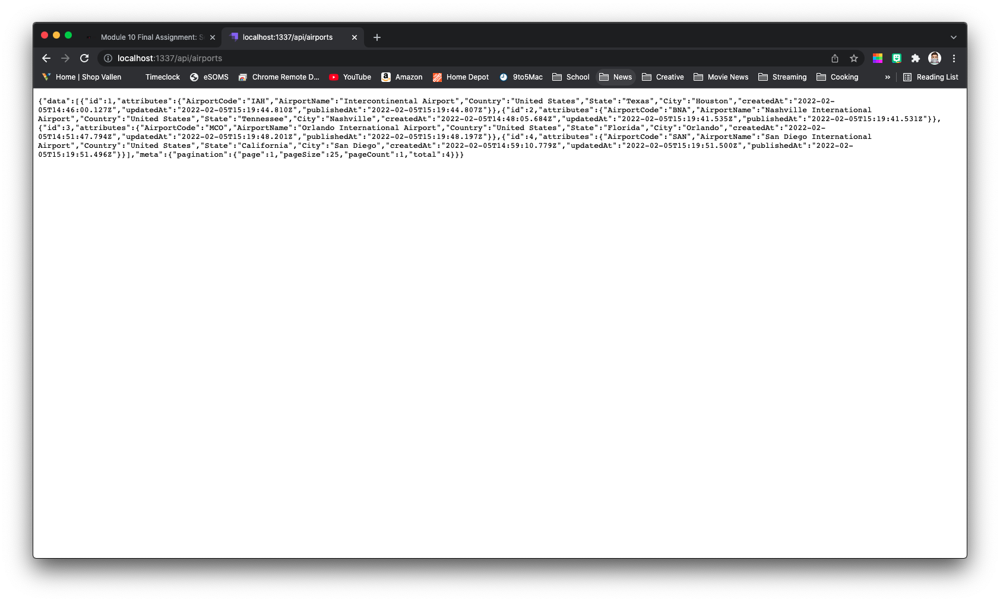 Module 10 Final Assignment: S
localhost:1337/api/airports
localhost:1337/api/airports
Home | Shop Vallen Timeclock eSOMS Chrome Remote D... YouTube Amazon Home Depot 9to5Mac School News Creative Movie News Streaming Cooking » Reading List
{"data":[{"id":1,"attributes":{"AirportCode":"IAH","AirportName":"Intercontinental Airport","Country":"United States","State":"Texas","City":"Houston","createdAt":"2022-02-
05T14:46:00.127Z","updatedAt":"2022-02-05T15:19:44.810Z","publishedAt":"2022-02-05T15:19:44.807Z"}},{"id":2,"attributes":{"AirportCode":"BNA","AirportName":"Nashville International
Airport","Country":"United States","State":"Tennessee","City":"Nashville","createdAt":"2022-02-05T14:48:05.684Z","updatedAt":"2022-02-05T15:19:41.535Z","publishedAt":"2022-02-05T15:19:41.531Z"}},
{"id":3,"attributes":{"AirportCode":"MCO","AirportName":"Orlando International Airport","Country":"United States","State":"Florida","City":"Orlando","createdAt":"2022-02-
05T14:51:47.794Z","updatedAt":"2022-02-05T15:19:48.201Z","publishedAt":"2022-02-05T15:19:48.197Z"}},{"id":4,"attributes":{"AirportCode":"SAN","AirportName":"San Diego International
Airport","Country":"United States","State":"California","City":"San Diego","createdAt":"2022-02-05T14:59:10.779Z","updatedAt":"2022-02-05T15:19:51.500Z","publishedAt":"2022-02-
05T15:19:51.496Z"}}],"meta":{"pagination":{"page":1,"pageSize":25,"pageCount":1,"total":4}}}